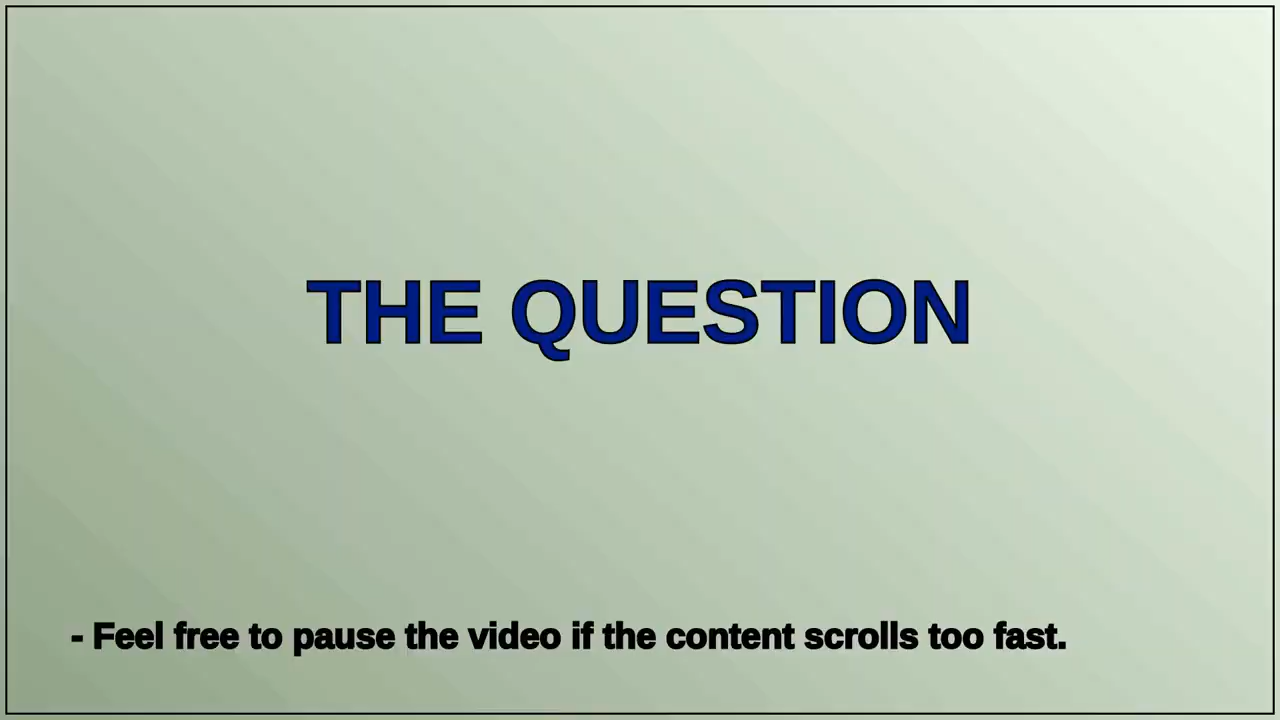 THE QUESTION
- Feel free to pause the video if the content scrolls too fast.